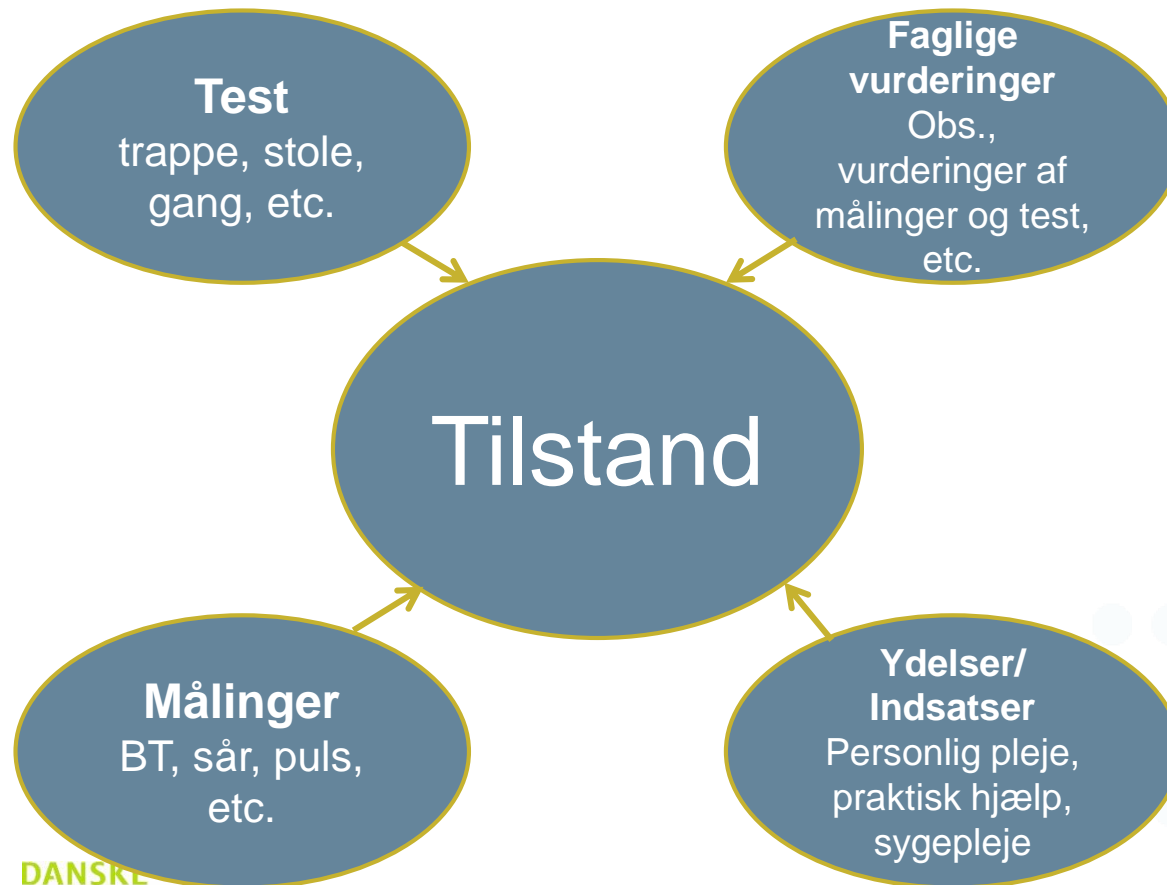 Test
trappe, stole,
gang, etc.
Faglige
vurderinger
Obs.,
vurderinger af
målinger og test,
etc.
Tilstand
Målinger
BT, sår, puls,
etc.
Ydelser/
Indsatser
Personlig pleje,
praktisk hjælp,
sygepleje
DANSKE